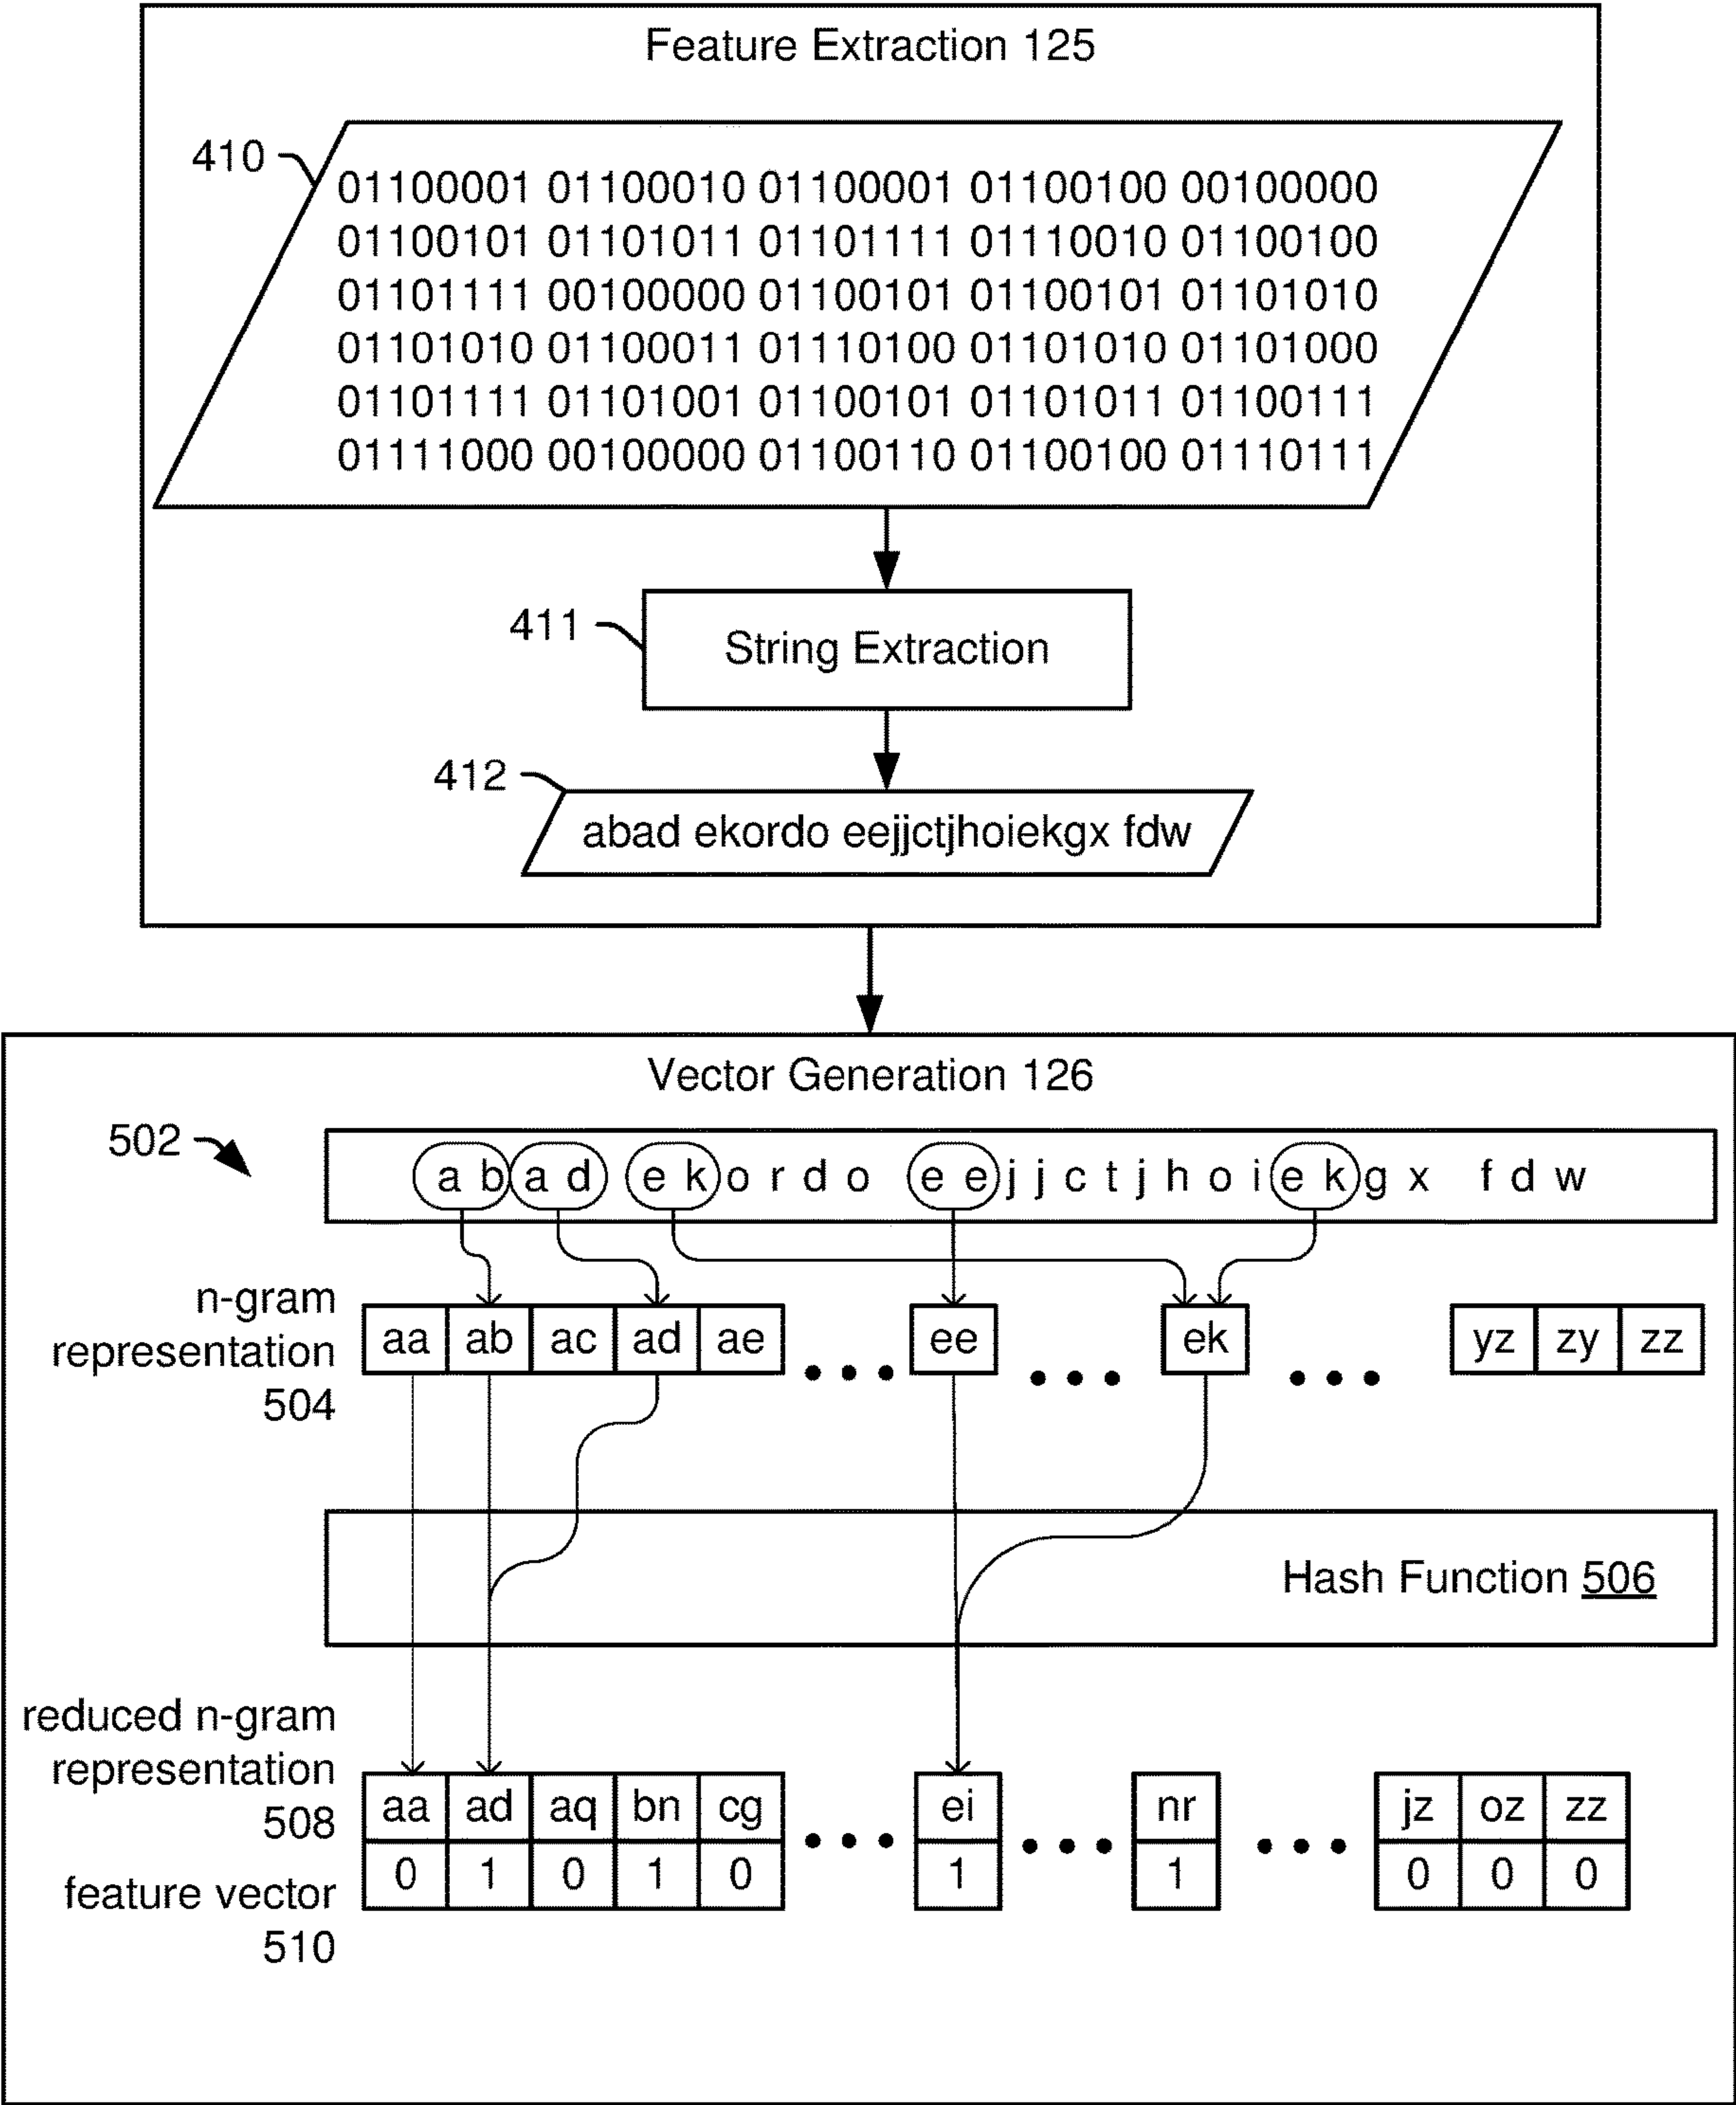 Feature Extraction 125
410
01100001 01100010 01100001 01100100 00100000
01100101 01101011 01101111 01110010 01100100
01101111 00100000 01100101 01100101 01101010
01101010 01100011 01110100 01101010 01101000
01101111 01101001 01100101 01101011 01100111
01111000 00100000 01100110 01100100 01110111
411
String Extraction
412
abad ekordo eejjctjhoiekgx fdw
Vector Generation 126
502
a b a d e k o r d o e e j j c t j h o i e k g x f d w
n-gram
representation
504
aa ab ac ad ae ee ek yz zy zz
Hash Function 506
reduced n-gram
representation
508
aa ad aq bn cg ei nr jz oz zz
feature vector
510
0 1 0 1 0 1 1 0 0 0